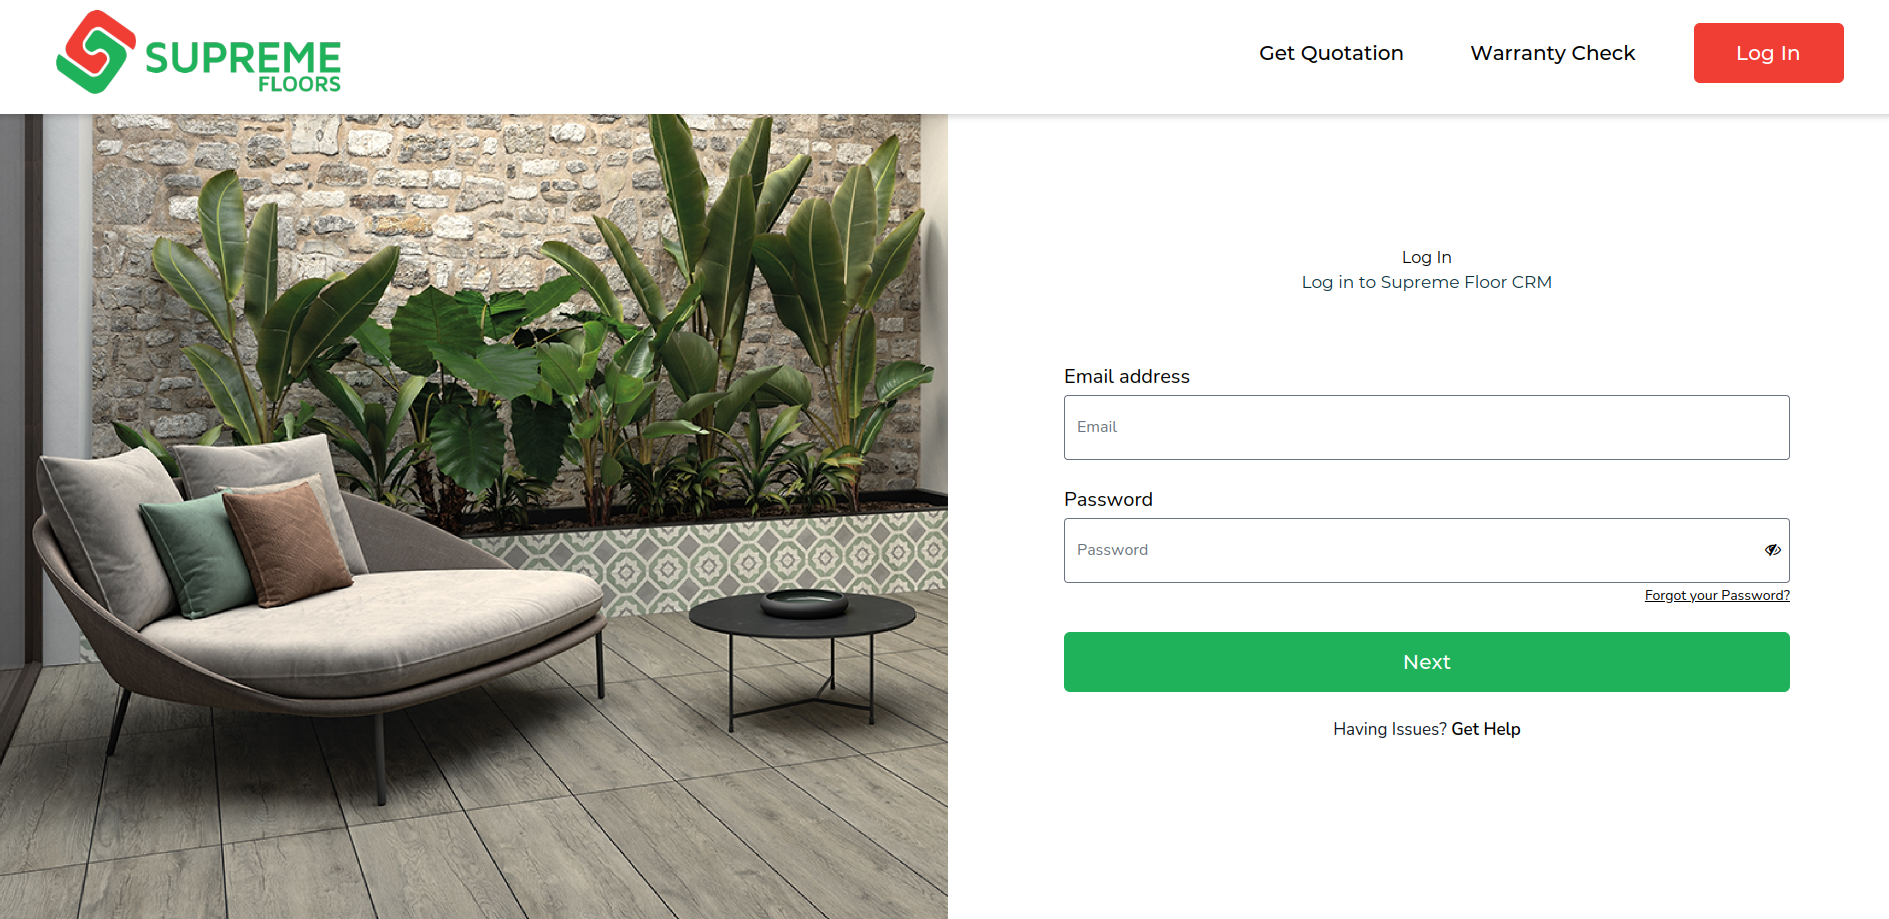 SUPREME
FLOORS
Get Quotation
Warranty Check
Log In
Log In
Log in to Supreme Floor CRM
Email address
Email
Password
Password
Forgot your Password?
Next
Having Issues? Get Help